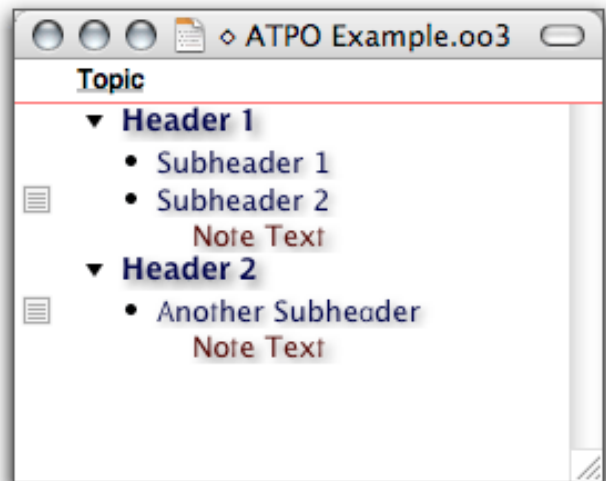 ◇ ATPO Example.oo3
Topic
▼ Header 1
• Subheader 1
• Subheader 2
Note Text
▼ Header 2
• Another Subheader
Note Text